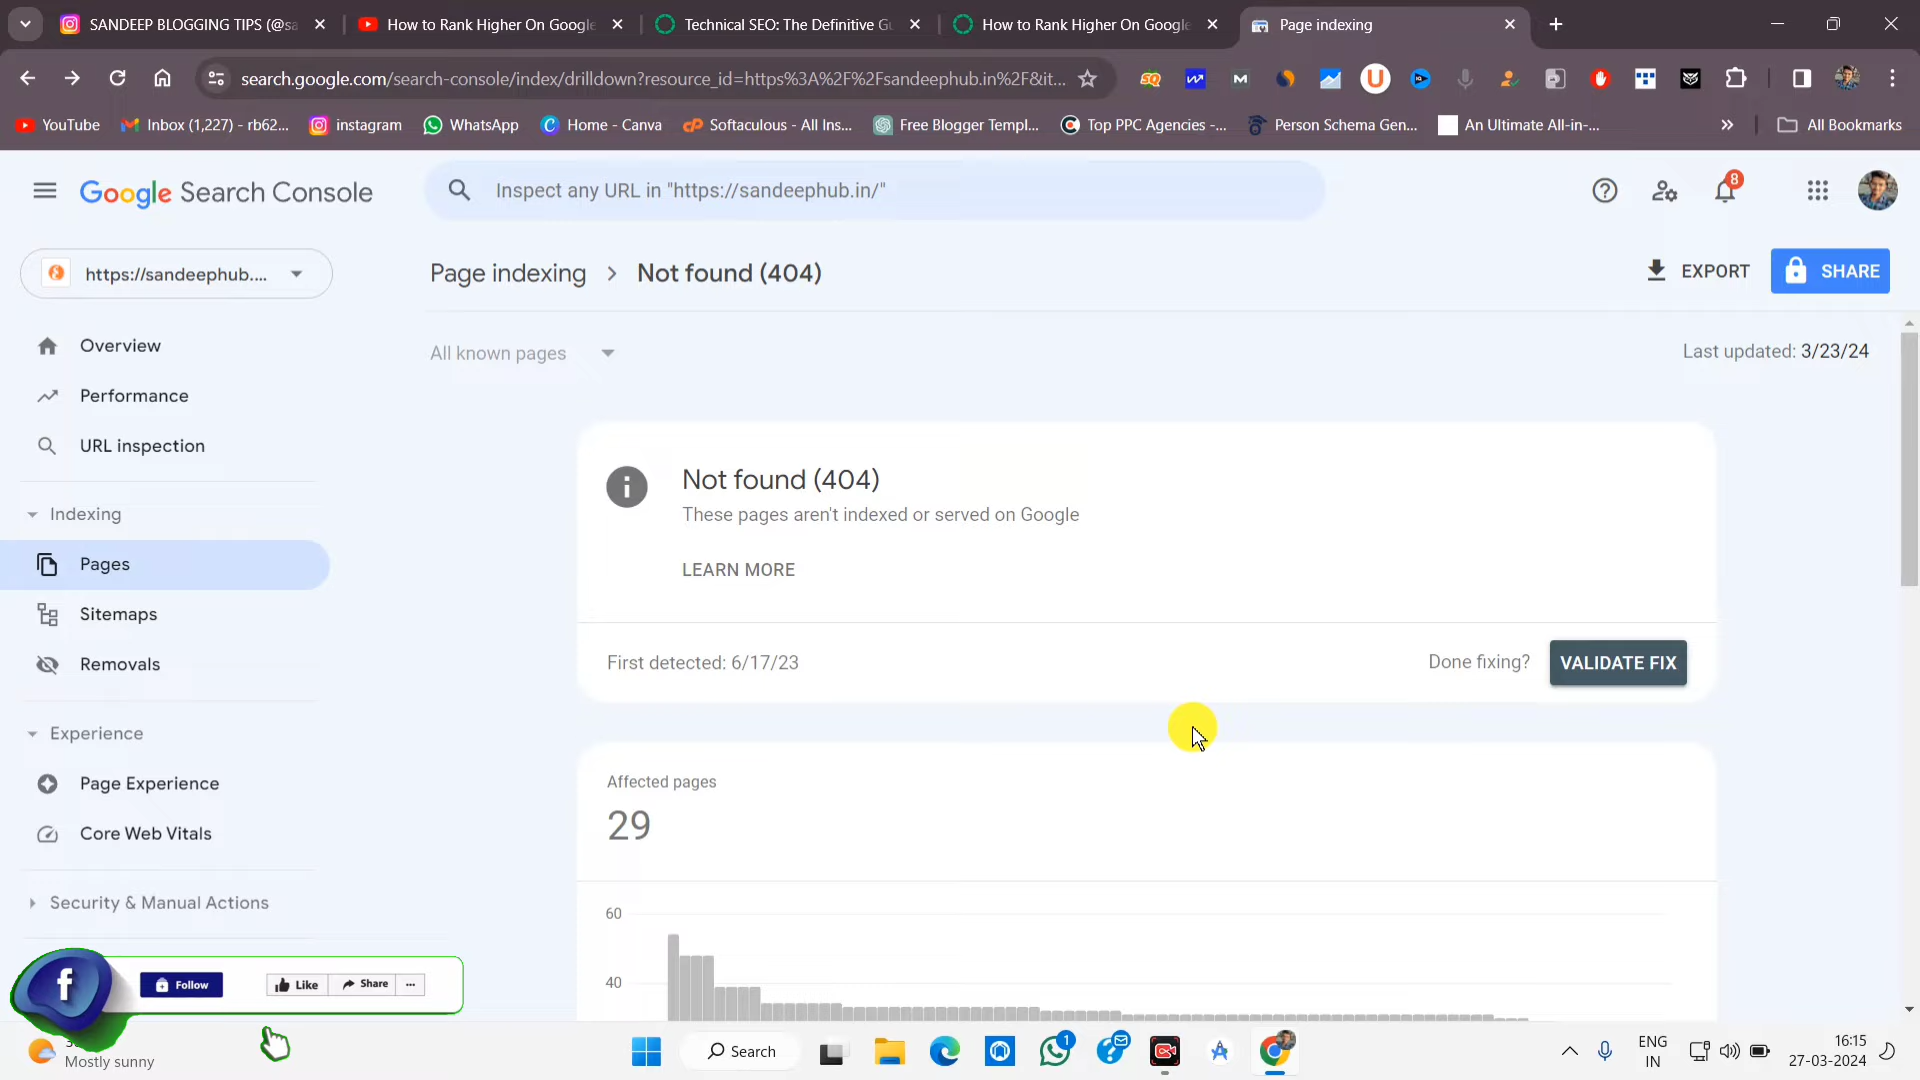 SANDEEP BLOGGING TIPS (@sa
How to Rank Higher On Google
Technical SEO: The Definitive Gu
How to Rank Higher On Google
Page indexing
search.google.com/search-console/index/drilldown?resource_id=https%3A%2F%2Fsandeephub.in%2F&it...
YouTube
Inbox (1,227) - rb62...
instagram
WhatsApp
Home - Canva
Softaculous - All Ins...
Free Blogger Templ...
Top PPC Agencies -...
Person Schema Gen...
An Ultimate All-in-...
All Bookmarks
Google Search Console
Inspect any URL in "https://sandeephub.in/"
8
https://sandeephub....
Page indexing
Not found (404)
EXPORT
SHARE
Overview
Performance
URL inspection
Indexing
Pages
Sitemaps
Removals
Experience
Page Experience
Core Web Vitals
Security & Manual Actions
All known pages
Last updated: 3/23/24
Not found (404)
These pages aren't indexed or served on Google
LEARN MORE
First detected: 6/17/23
Done fixing?
VALIDATE FIX
Affected pages
29
60
40
Follow
Like
Share
Mostly sunny
Search
1
ENG
IN
16:15
27-03-2024